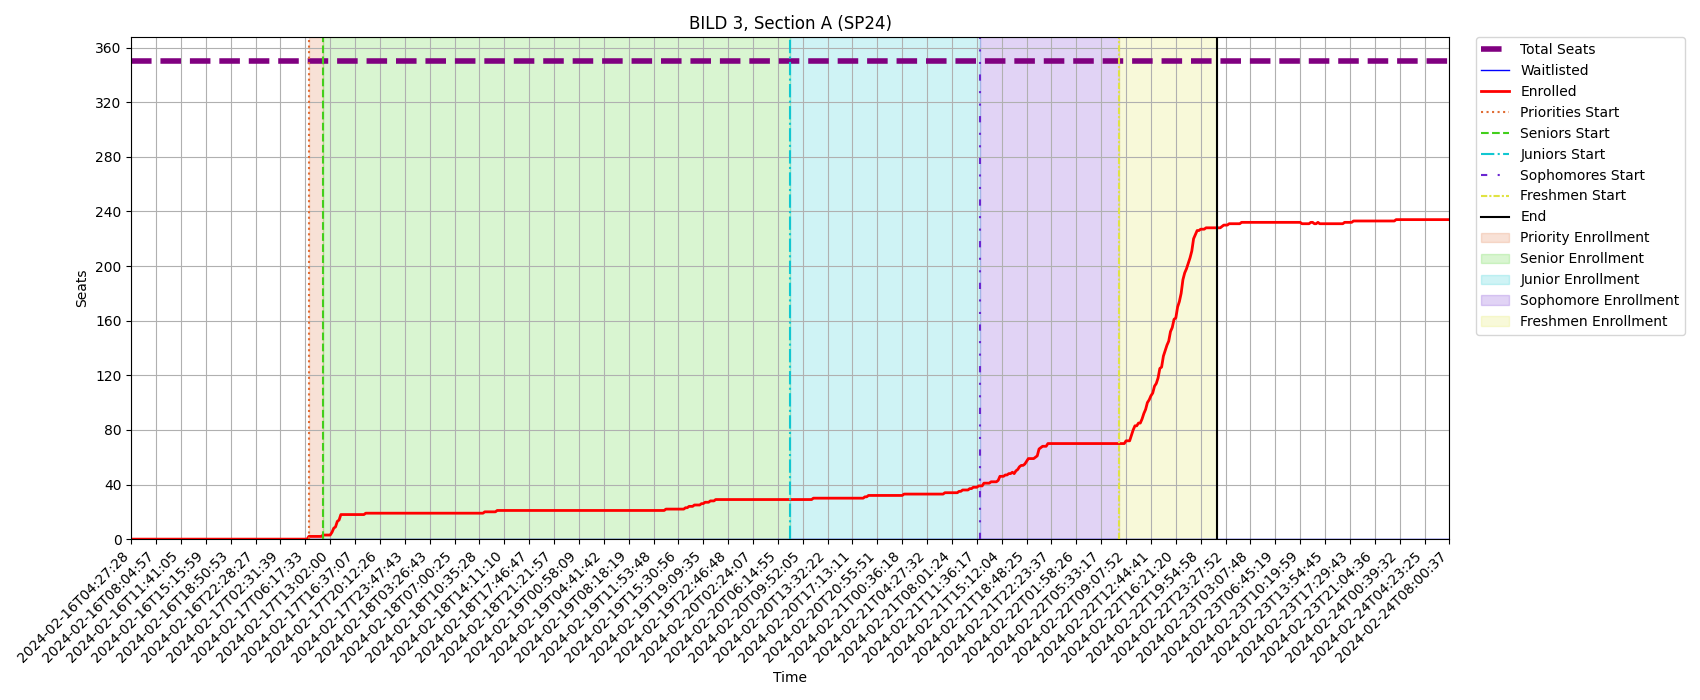 BILD 3, Section A (SP24)
Seats
360
320
280
240
200
160
120
80
40
0
2024-02-16T04:27:28
2024-02-16T08:04:57
2024-02-16T11:41:05
2024-02-16T15:15:59
2024-02-16T18:50:53
2024-02-16T22:28:27
2024-02-17T02:31:39
2024-02-17T06:17:33
2024-02-17T13:02:00
2024-02-17T16:37:07
2024-02-17T20:12:26
2024-02-17T23:47:43
2024-02-18T03:26:43
2024-02-18T07:00:25
2024-02-18T10:35:28
2024-02-18T14:11:10
2024-02-18T17:46:47
2024-02-18T21:21:57
2024-02-19T00:58:09
2024-02-19T04:41:42
2024-02-19T08:18:19
2024-02-19T11:53:48
2024-02-19T15:30:56
2024-02-19T19:09:35
2024-02-19T22:46:48
2024-02-20T02:24:07
2024-02-20T06:14:55
2024-02-20T09:52:05
2024-02-20T13:32:22
2024-02-20T17:13:11
2024-02-20T20:55:51
2024-02-21T00:36:18
2024-02-21T04:27:32
2024-02-21T08:01:24
2024-02-21T11:36:17
2024-02-21T15:12:04
2024-02-21T18:48:25
2024-02-21T22:23:37
2024-02-22T01:58:26
2024-02-22T05:33:17
2024-02-22T09:07:52
2024-02-22T12:44:41
2024-02-22T16:21:20
2024-02-22T19:54:58
2024-02-22T23:27:52
2024-02-23T03:07:48
2024-02-23T06:45:19
2024-02-23T10:19:59
2024-02-23T13:54:45
2024-02-23T17:29:43
2024-02-23T21:04:36
2024-02-24T00:39:32
2024-02-24T04:23:25
2024-02-24T08:00:37
Time
Total Seats
Waitlisted
Enrolled
Priorities Start
Seniors Start
Juniors Start
Sophomores Start
Freshmen Start
End
Priority Enrollment
Senior Enrollment
Junior Enrollment
Sophomore Enrollment
Freshmen Enrollment